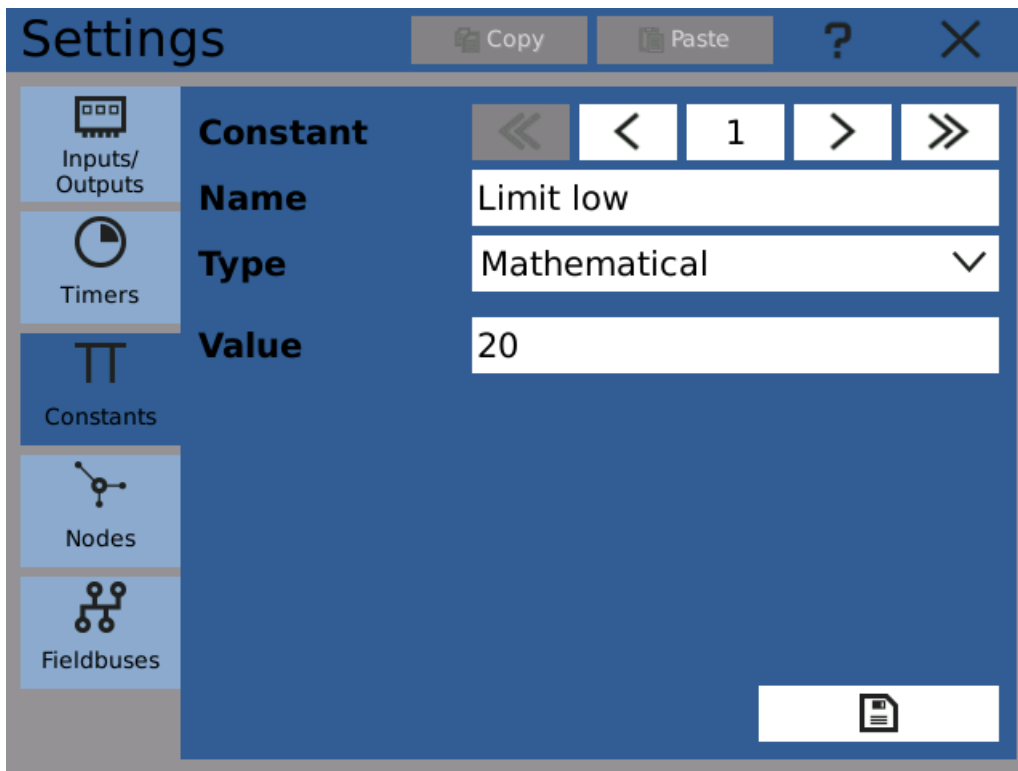 Settings
Copy
Paste
?
Inputs/
Outputs
Timers
Constants
Nodes
Fieldbuses
Constant
1
Name
Limit low
Type
Mathematical
Value
20